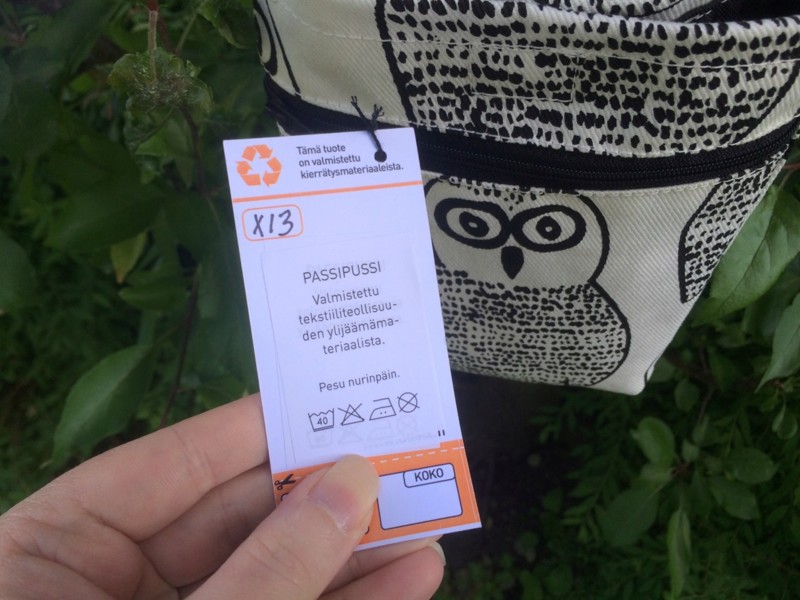 Tämä tuote
on valmistettu
kierrätysmateriaaleista.
X13
PASSIPUSSI
Valmistettu
tekstiiliteollisuu-
den ylijäämäma-
teriaalista.
Pesu nurinpäin.
40
KOKO